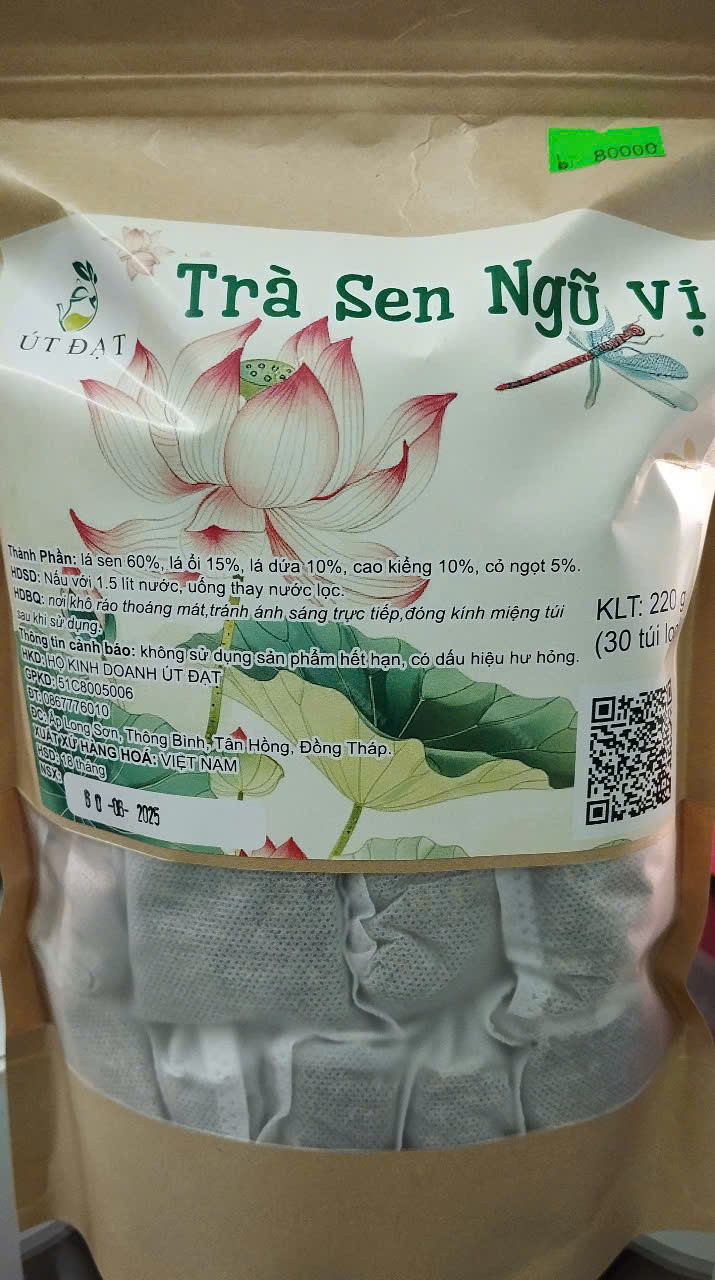 80000
ÚT ĐẠT
Trà Sen Ngũ Vị
Thành Phần: lá sen 60%, lá ổi 15%, lá dứa 10%, cao kiểng 10%, cỏ ngọt 5%.
HDSD: Nấu với 1.5 lít nước, uống thay nước lọc.
HDBQ: nơi khô ráo thoáng mát,tránh ánh sáng trực tiếp,đóng kính miệng túi
sau khi sử dụng.
Thông tin cảnh báo: không sử dụng sản phẩm hết hạn, có dấu hiệu hư hỏng.
HKD: HỘ KINH DOANH ÚT ĐẠT
GPKD: 51C8005006
ĐT:0867776010
ĐC: Ấp Long Sơn, Thông Bình, Tân Hồng, Đồng Tháp.
XUẤT XỨ HÀNG HOÁ: VIỆT NAM
HSD: 18 tháng
NSX:
-06- 2025
KLT: 220 g
(30 túi